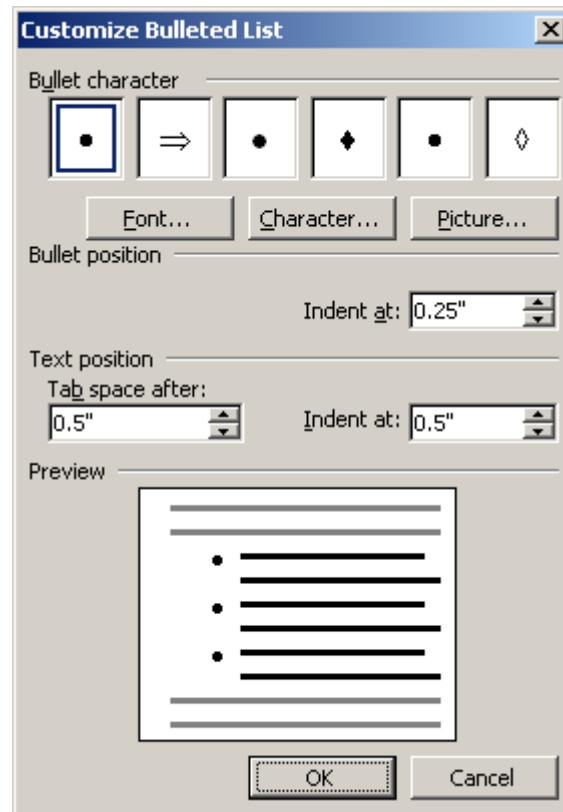 Customize Bulleted List
Bullet character
Font... Character... Picture...
Bullet position
Indent at: 0.25"
Text position
Tab space after:
0.5" Indent at: 0.5"
Preview
OK Cancel